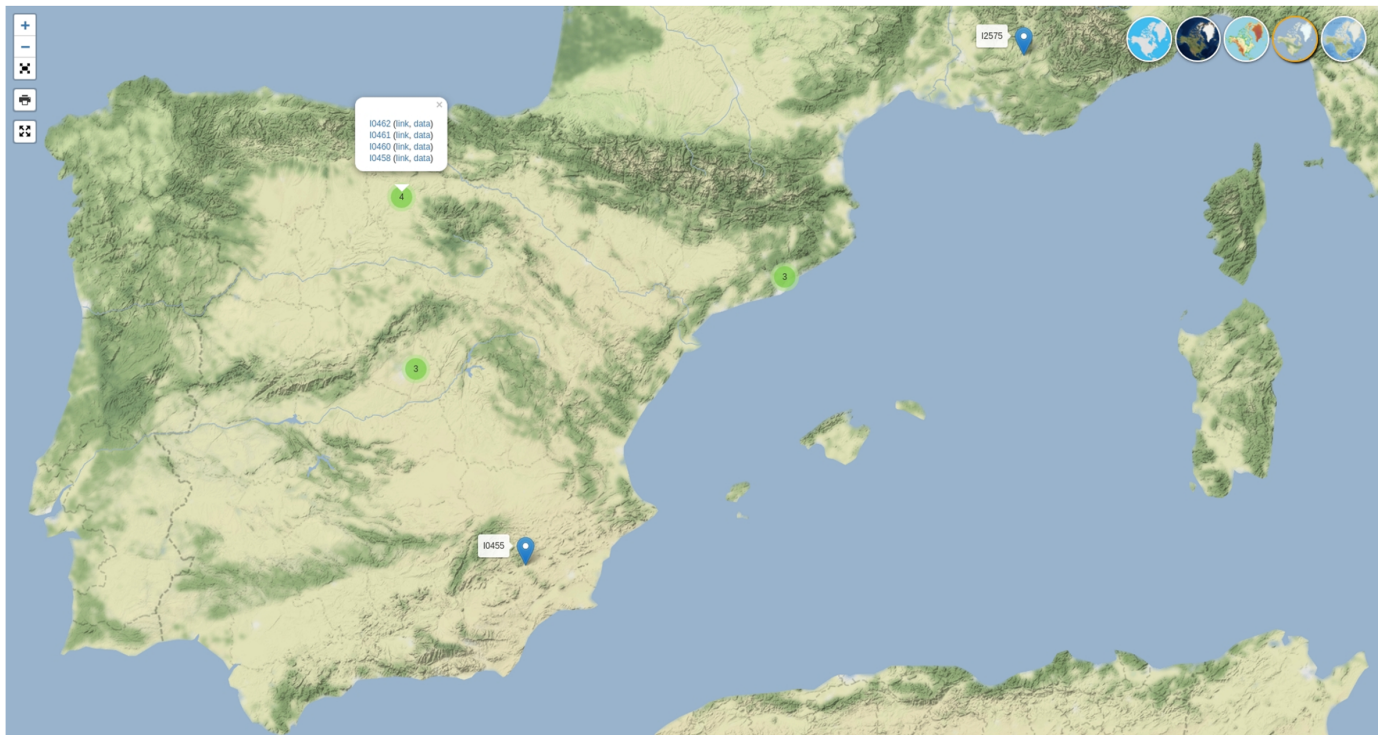 +
−
I2575
×
I0462 (link, data)
I0461 (link, data)
I0460 (link, data)
I0458 (link, data)
4
3
3
I0455